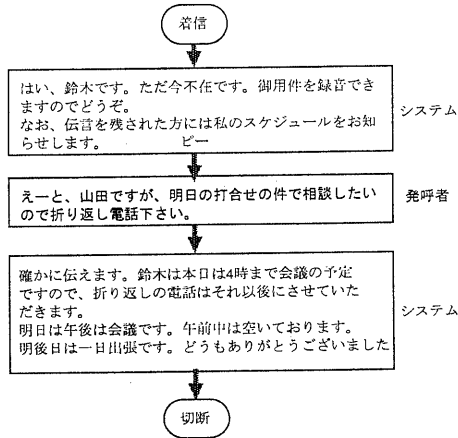 着信
はい、鈴木です。ただ今不在です。御用件を録音でき
ますのでどうぞ。
なお、伝言を残された方には私のスケジュールをお知
らせします。 ピー
システム
えーと、山田ですが、明日の打合せの件で相談したい
ので折り返し電話下さい。
発呼者
確かに伝えます。鈴木は本日は4時まで会議の予定
ですので、折り返しの電話はそれ以後にさせていた
だきます。
明日は午後は会議です。午前中は空いております。
明後日は一日出張です。どうもありがとうございました
システム
切断